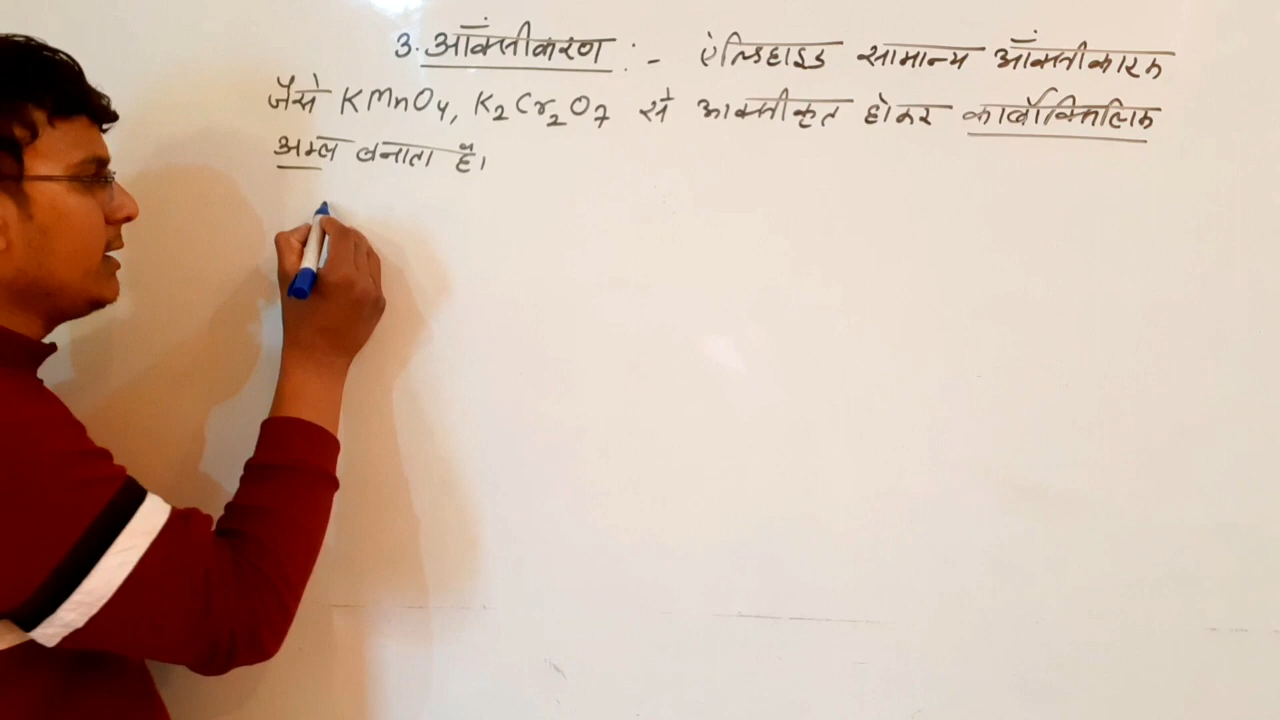 3. ऑक्सीकरण :- ऐल्डिहाइड सामान्य ऑक्सीकारक
जैसे KMnO4, K2Cr2O7 से आक्सीकृत होकर कार्बोक्सिलिक
अम्ल बनाता है।